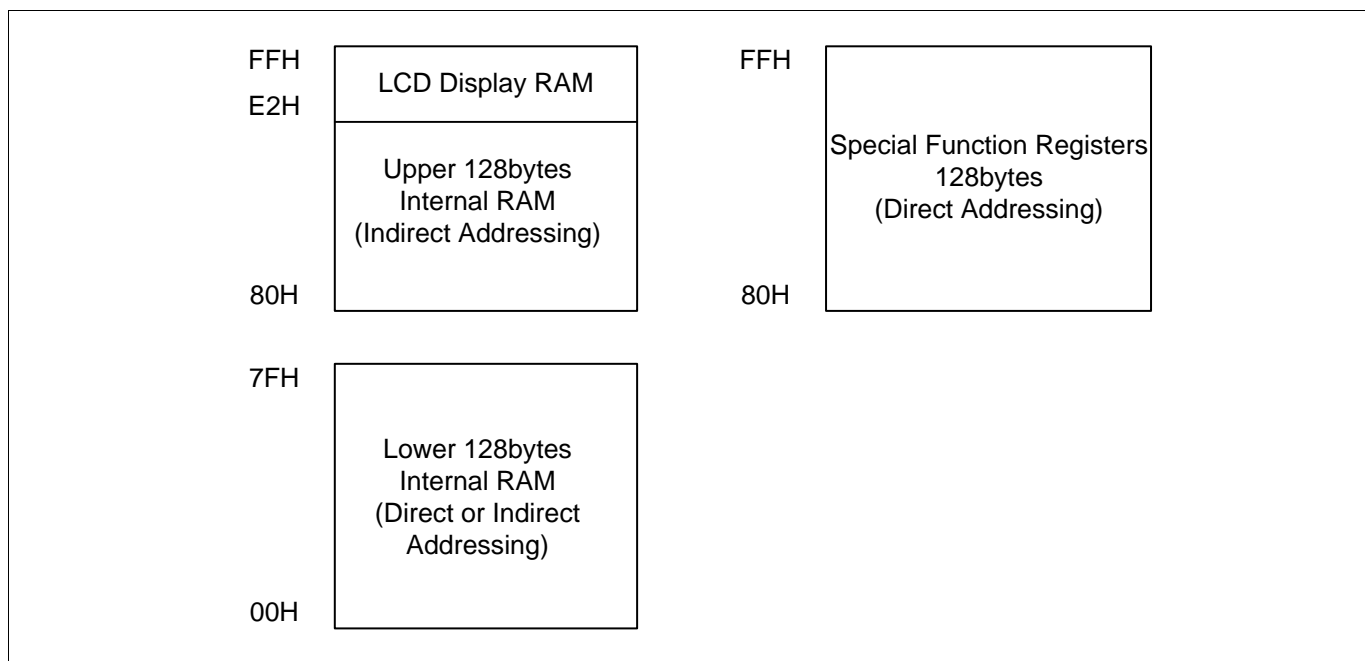 FFH
LCD Display RAM
E2H
Upper 128bytes
Internal RAM
(Indirect Addressing)
80H
FFH
Special Function Registers
128bytes
(Direct Addressing)
80H
7FH
Lower 128bytes
Internal RAM
(Direct or Indirect
Addressing)
00H